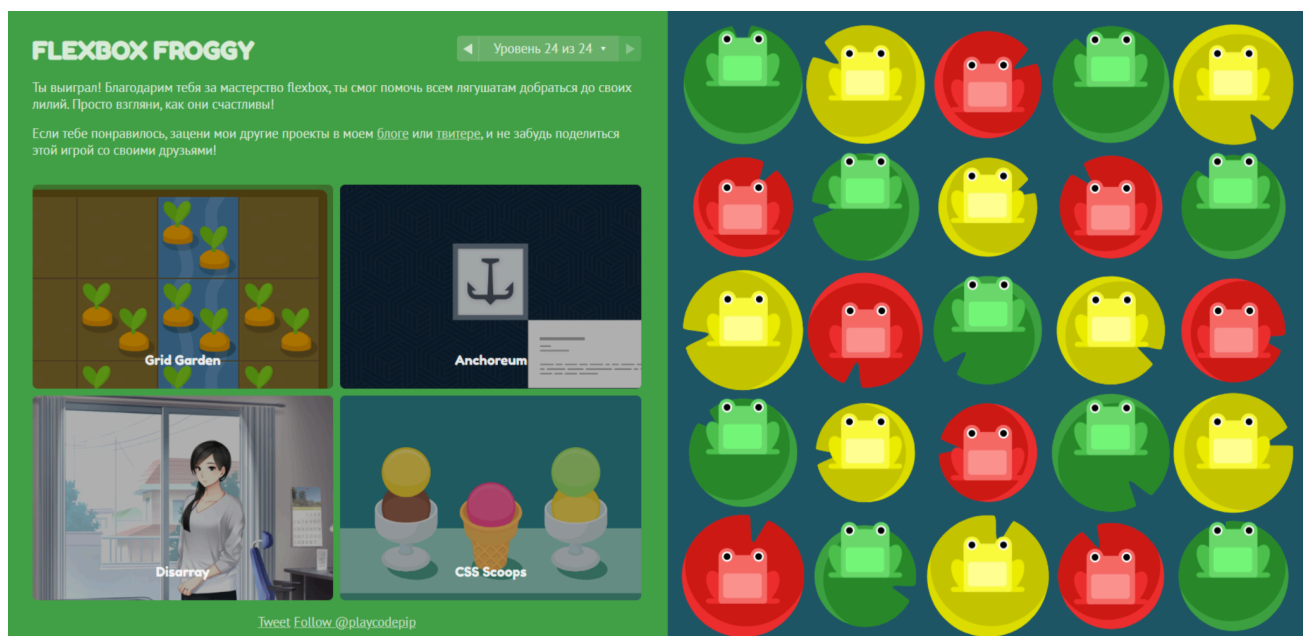 FLEXBOX FROGGY
Уровень 24 из 24
Ты выиграл! Благодарим тебя за мастерство flexbox, ты смог помочь всем лягушатам добраться до своих
лилий. Просто взгляни, как они счастливы!
Если тебе понравилось, зацени мои другие проекты в моем блоге или твитере, и не забудь поделиться
этой игрой со своими друзьями!
Grid Garden
Anchoreum
Disarray
CSS Scoops
Tweet Follow @playcodepip